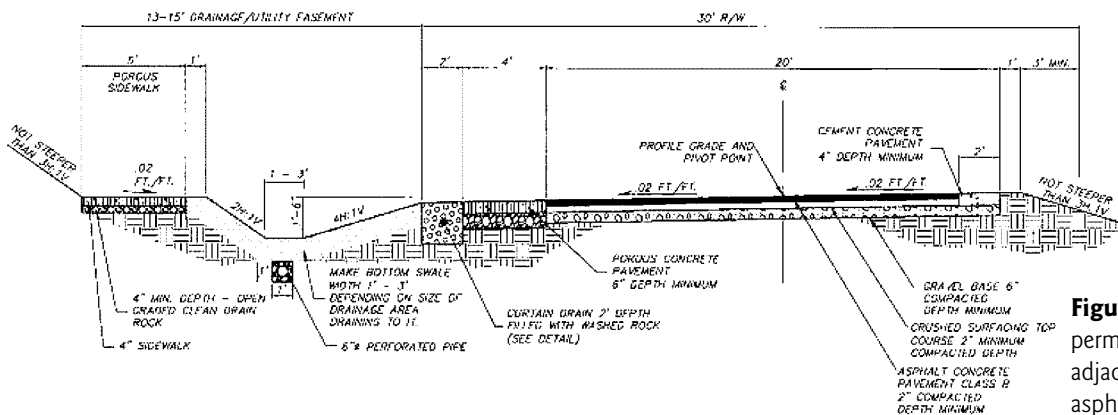 13-15' DRAINAGE/UTILITY EASEMENT
30' R/W
5'
1'
2'
4'
20'
1'
3' MIN.
POROUS
SIDEWALK
℄
NOT STEEPER
THAN 3H:1V
.02
FT./FT.
2H:1V
1 - 3'
1'-6"
4H:1V
PROFILE GRADE AND
PIVOT POINT
CEMENT CONCRETE
PAVEMENT
4" DEPTH MINIMUM
2'
.02 FT/FT.
.02 FT/FT.
NOT STEEPER
THAN 3H:1V
1'
1'
4" MIN. DEPTH - OPEN
GRADED CLEAN DRAIN
ROCK
4" SIDEWALK
MAKE BOTTOM SWALE
WIDTH 1' - 3'
DEPENDING ON SIZE OF
DRAINAGE AREA
DRAINING TO IT.
6"ø PERFORATED PIPE
CURTAIN DRAIN 2' DEPTH
FILLED WITH WASHED ROCK
(SEE DETAIL)
POROUS CONCRETE
PAVEMENT
6" DEPTH MINIMUM
GRAVEL BASE 6"
COMPACTED
DEPTH MINIMUM
CRUSHED SURFACING TOP
COURSE 2" MINIMUM
COMPACTED DEPTH
ASPHALT CONCRETE
PAVEMENT CLASS B
2" COMPACTED
DEPTH MINIMUM
Figu
perm
adjac
asph